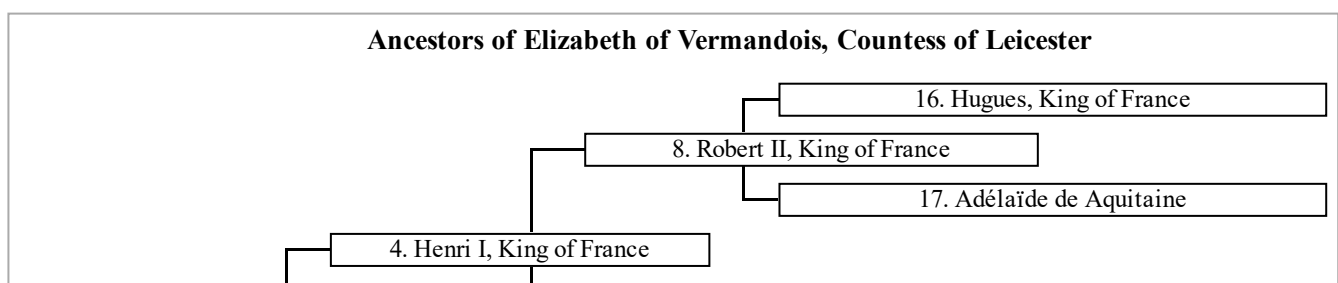 Ancestors of Elizabeth of Vermandois, Countess of Leicester
16. Hugues, King of France
8. Robert II, King of France
17. Adélaïde de Aquitaine
4. Henri I, King of France